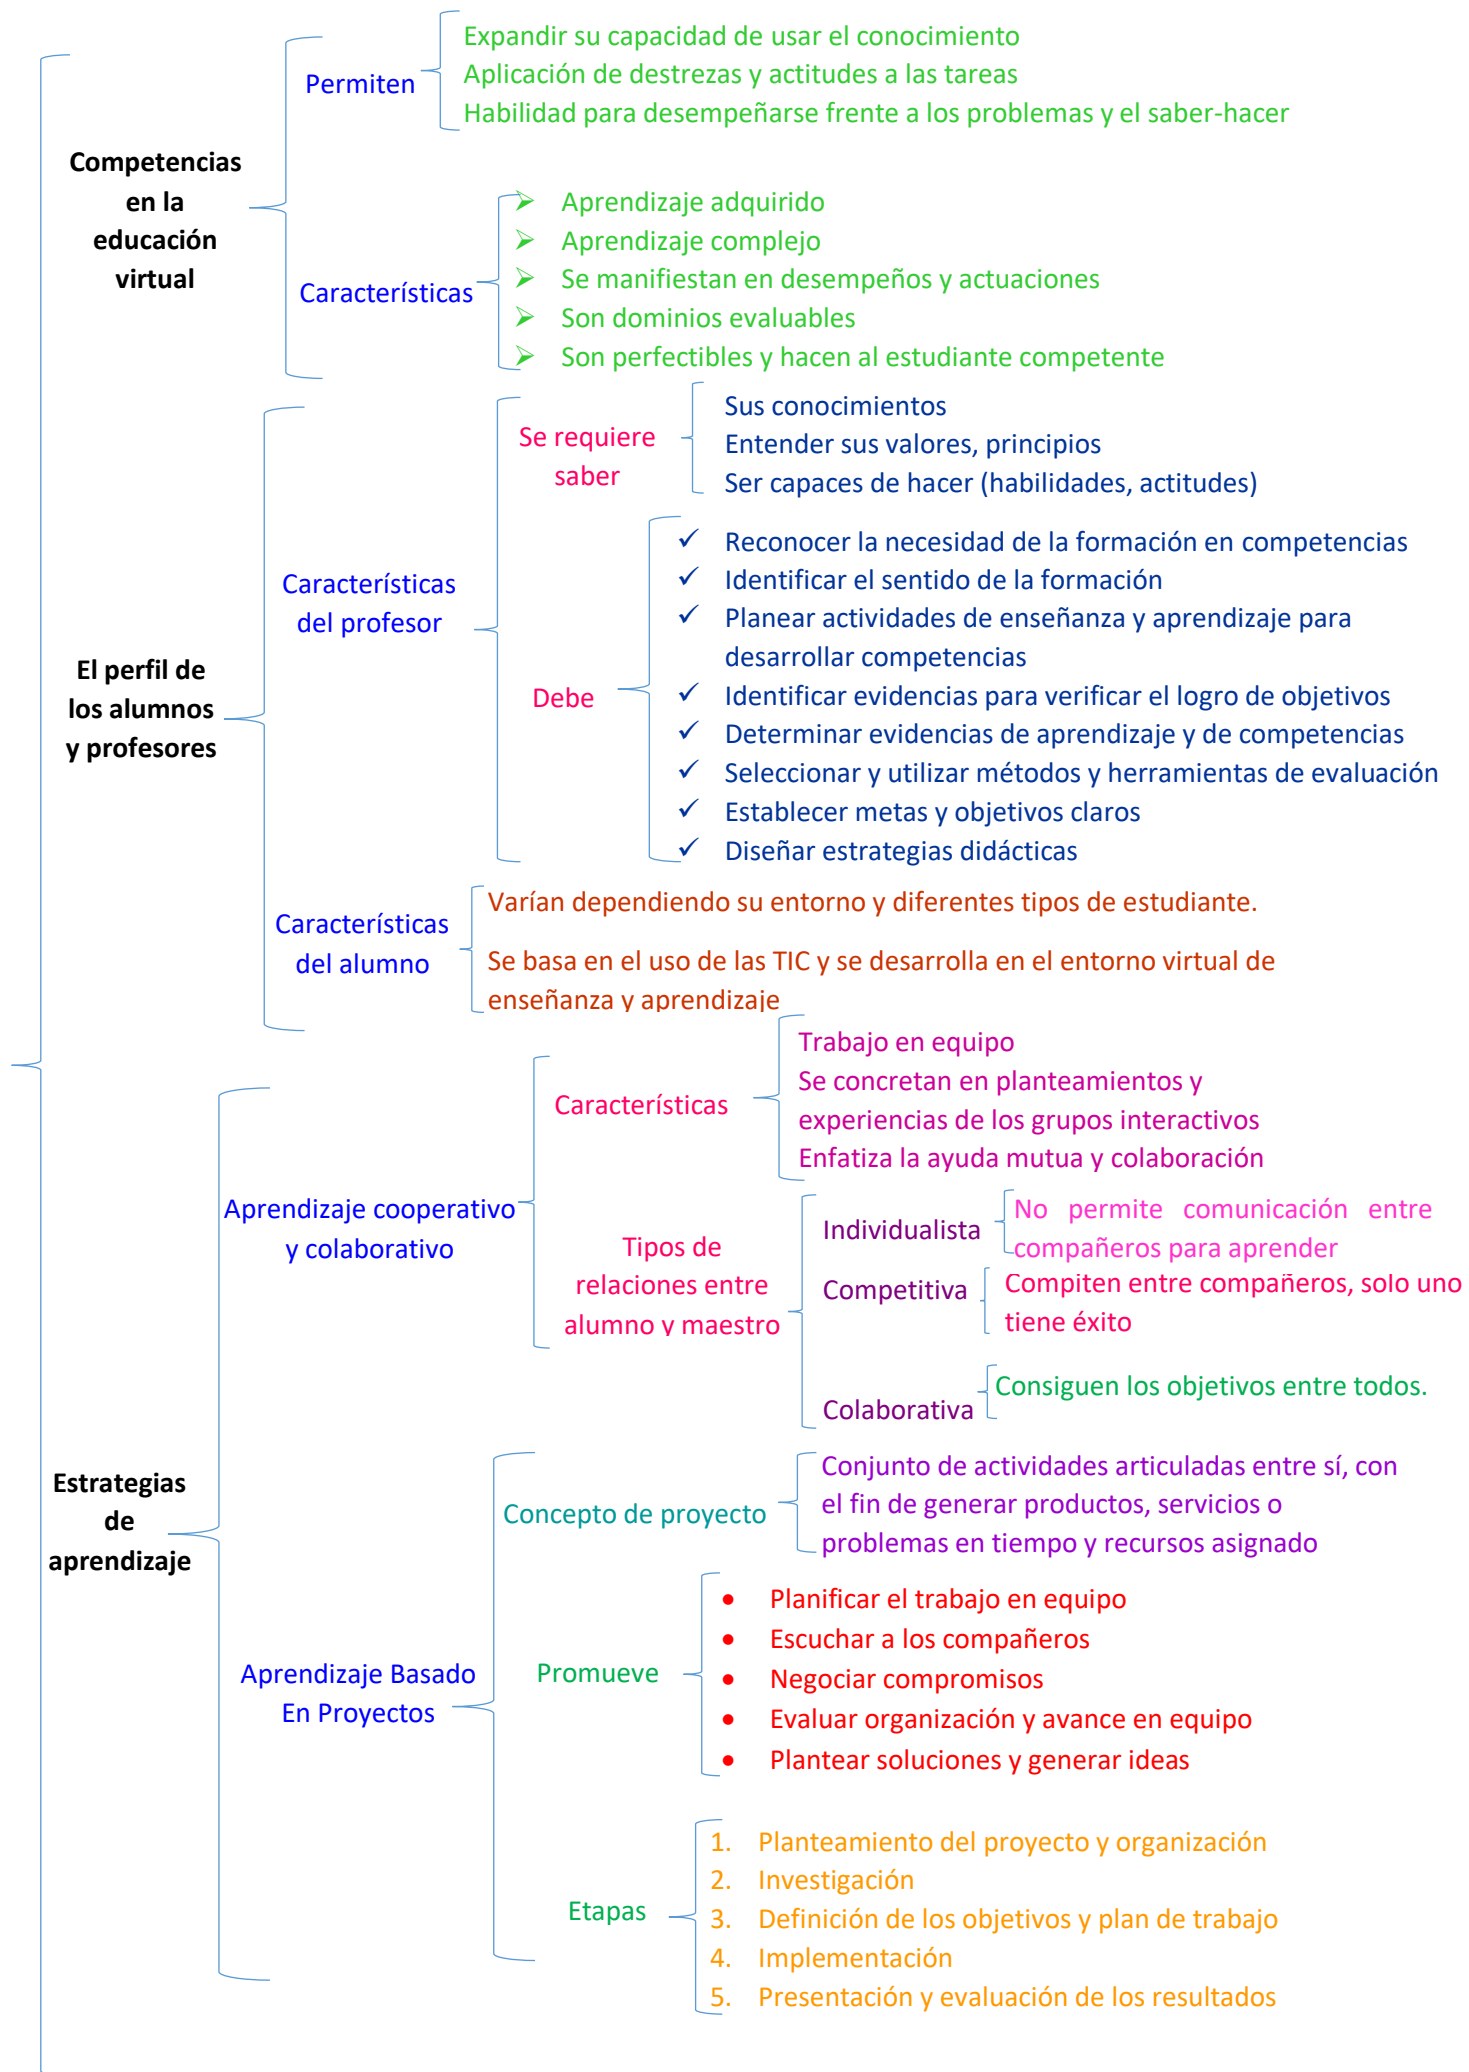 Competencias
en la
educación
virtual
Permiten
Expandir su capacidad de usar el conocimiento
Aplicación de destrezas y actitudes a las tareas
Habilidad para desempeñarse frente a los problemas y el saber-hacer
Características
➢ Aprendizaje adquirido
➢ Aprendizaje complejo
➢ Se manifiestan en desempeños y actuaciones
➢ Son dominios evaluables
➢ Son perfectibles y hacen al estudiante competente
El perfil de
los alumnos
y profesores
Características
del profesor
Se requiere
saber
Sus conocimientos
Entender sus valores, principios
Ser capaces de hacer (habilidades, actitudes)
Debe
✓ Reconocer la necesidad de la formación en competencias
✓ Identificar el sentido de la formación
✓ Planear actividades de enseñanza y aprendizaje para
desarrollar competencias
✓ Identificar evidencias para verificar el logro de objetivos
✓ Determinar evidencias de aprendizaje y de competencias
✓ Seleccionar y utilizar métodos y herramientas de evaluación
✓ Establecer metas y objetivos claros
✓ Diseñar estrategias didácticas
Características
del alumno
Varían dependiendo su entorno y diferentes tipos de estudiante.
Se basa en el uso de las TIC y se desarrolla en el entorno virtual de
enseñanza y aprendizaje
Estrategias
de
aprendizaje
Aprendizaje cooperativo
y colaborativo
Características
Trabajo en equipo
Se concretan en planteamientos y
experiencias de los grupos interactivos
Enfatiza la ayuda mutua y colaboración
Tipos de
relaciones entre
alumno y maestro
Individualista
No permite comunicación entre
compañeros para aprender
Competitiva
Compiten entre compañeros, solo uno
tiene éxito
Colaborativa
Consiguen los objetivos entre todos.
Aprendizaje Basado
En Proyectos
Concepto de proyecto
Conjunto de actividades articuladas entre sí, con
el fin de generar productos, servicios o
problemas en tiempo y recursos asignado
Promueve
• Planificar el trabajo en equipo
• Escuchar a los compañeros
• Negociar compromisos
• Evaluar organización y avance en equipo
• Plantear soluciones y generar ideas
Etapas
1. Planteamiento del proyecto y organización
2. Investigación
3. Definición de los objetivos y plan de trabajo
4. Implementación
5. Presentación y evaluación de los resultados